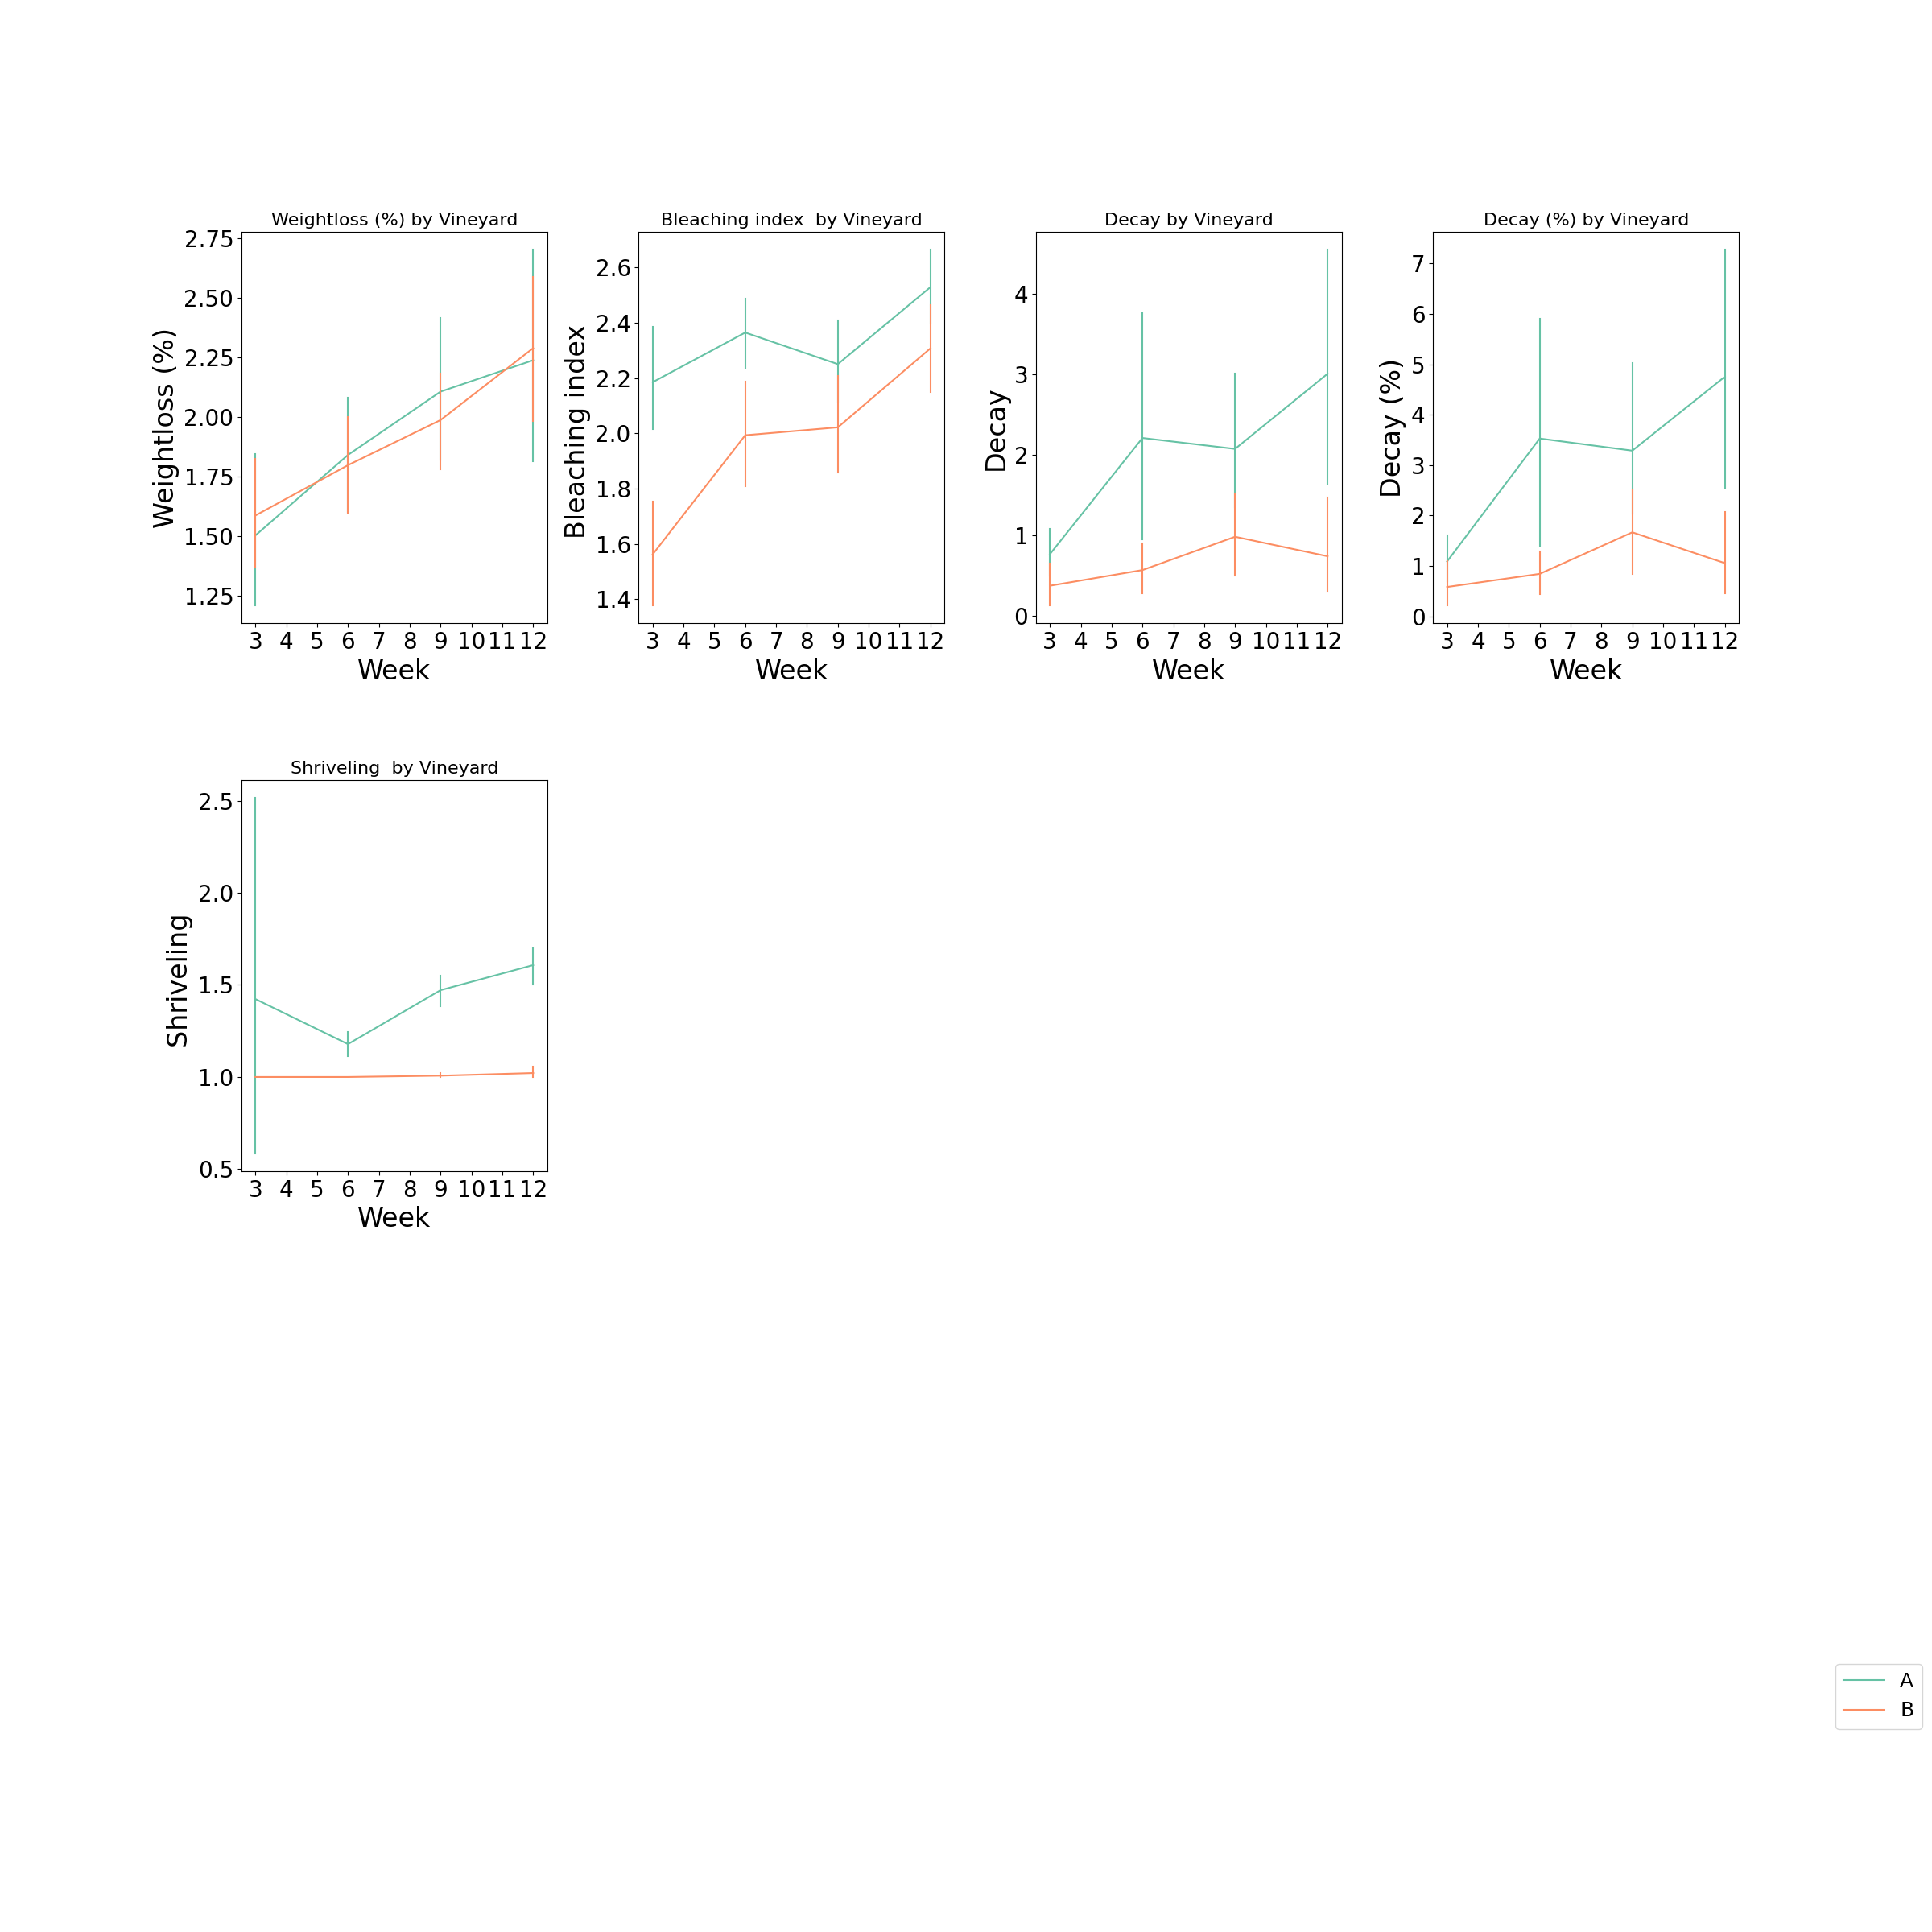 Weightloss (%) by Vineyard
Weightloss (%)
2.75
2.50
2.25
2.00
1.75
1.50
1.25
3 4 5 6 7 8 9 10 11 12
Week
Bleaching index  by Vineyard
Bleaching index
2.6
2.4
2.2
2.0
1.8
1.6
1.4
3 4 5 6 7 8 9 10 11 12
Week
Decay by Vineyard
Decay
4
3
2
1
0
3 4 5 6 7 8 9 10 11 12
Week
Decay (%) by Vineyard
Decay (%)
7
6
5
4
3
2
1
0
3 4 5 6 7 8 9 10 11 12
Week
Shriveling  by Vineyard
Shriveling
2.5
2.0
1.5
1.0
0.5
3 4 5 6 7 8 9 10 11 12
Week
A
B